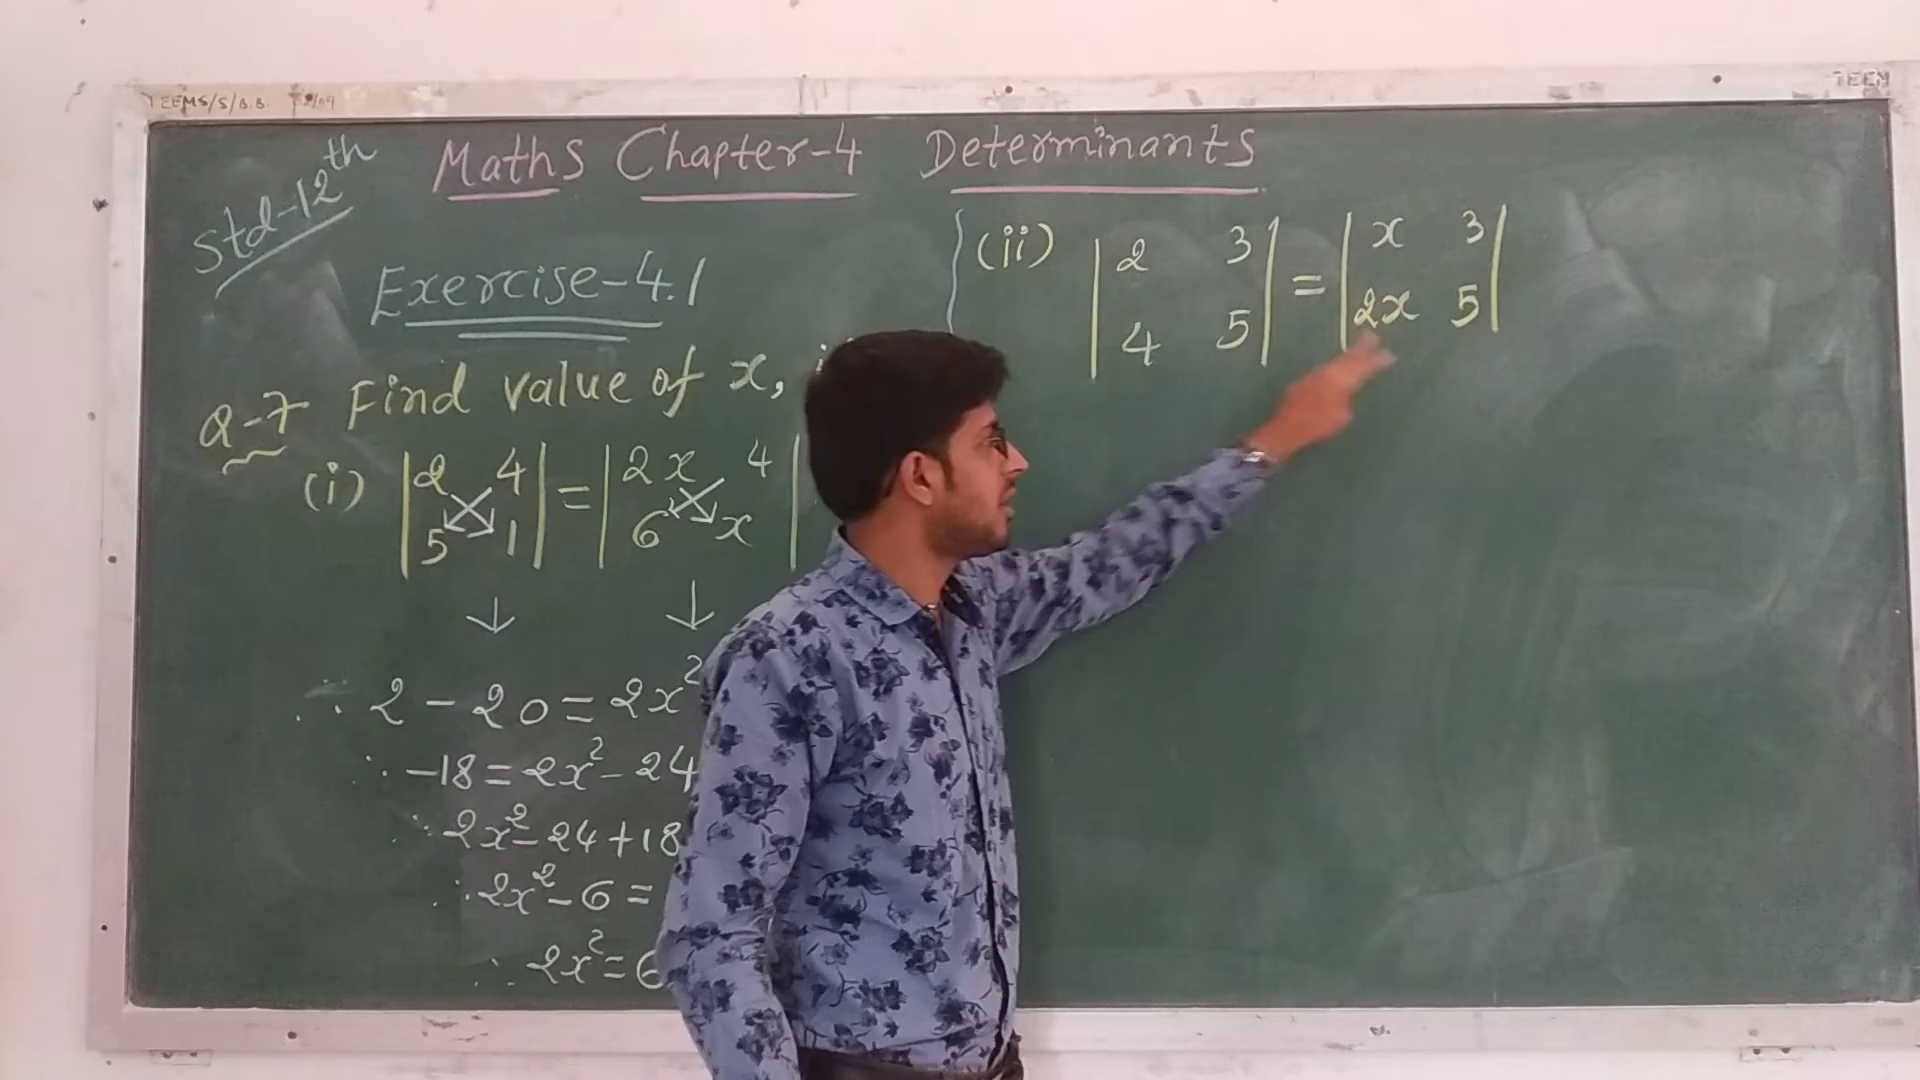 TEEM
TEEMS/S/B.B.
Std-12th
Maths Chapter-4 Determinants
Exercise-4.1
Q-7 Find value of x,
(i) |2 4| = |2x 4|
|5 1| |6 x|
↓ ↓
∴ 2 - 20 = 2x²
∴ -18 = 2x² - 24
∴ 2x² - 24 + 18
∴ 2x² - 6 =
∴ 2x² = 6
(ii) |2 3| = |x 3|
|4 5| |2x 5|